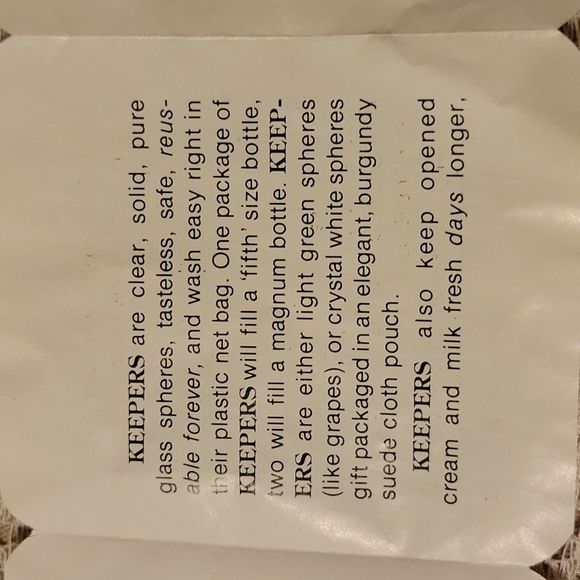 KEEPERS are clear, solid, pure
glass spheres, tasteless, safe, reus-
able forever, and wash easy right in
their plastic net bag. One package of
KEEPERS will fill a 'fifth' size bottle,
two will fill a magnum bottle. KEEP-
ERS are either light green spheres
(like grapes), or crystal white spheres
gift packaged in an elegant, burgundy
suede cloth pouch.
KEEPERS also keep opened
cream and milk fresh days longer,